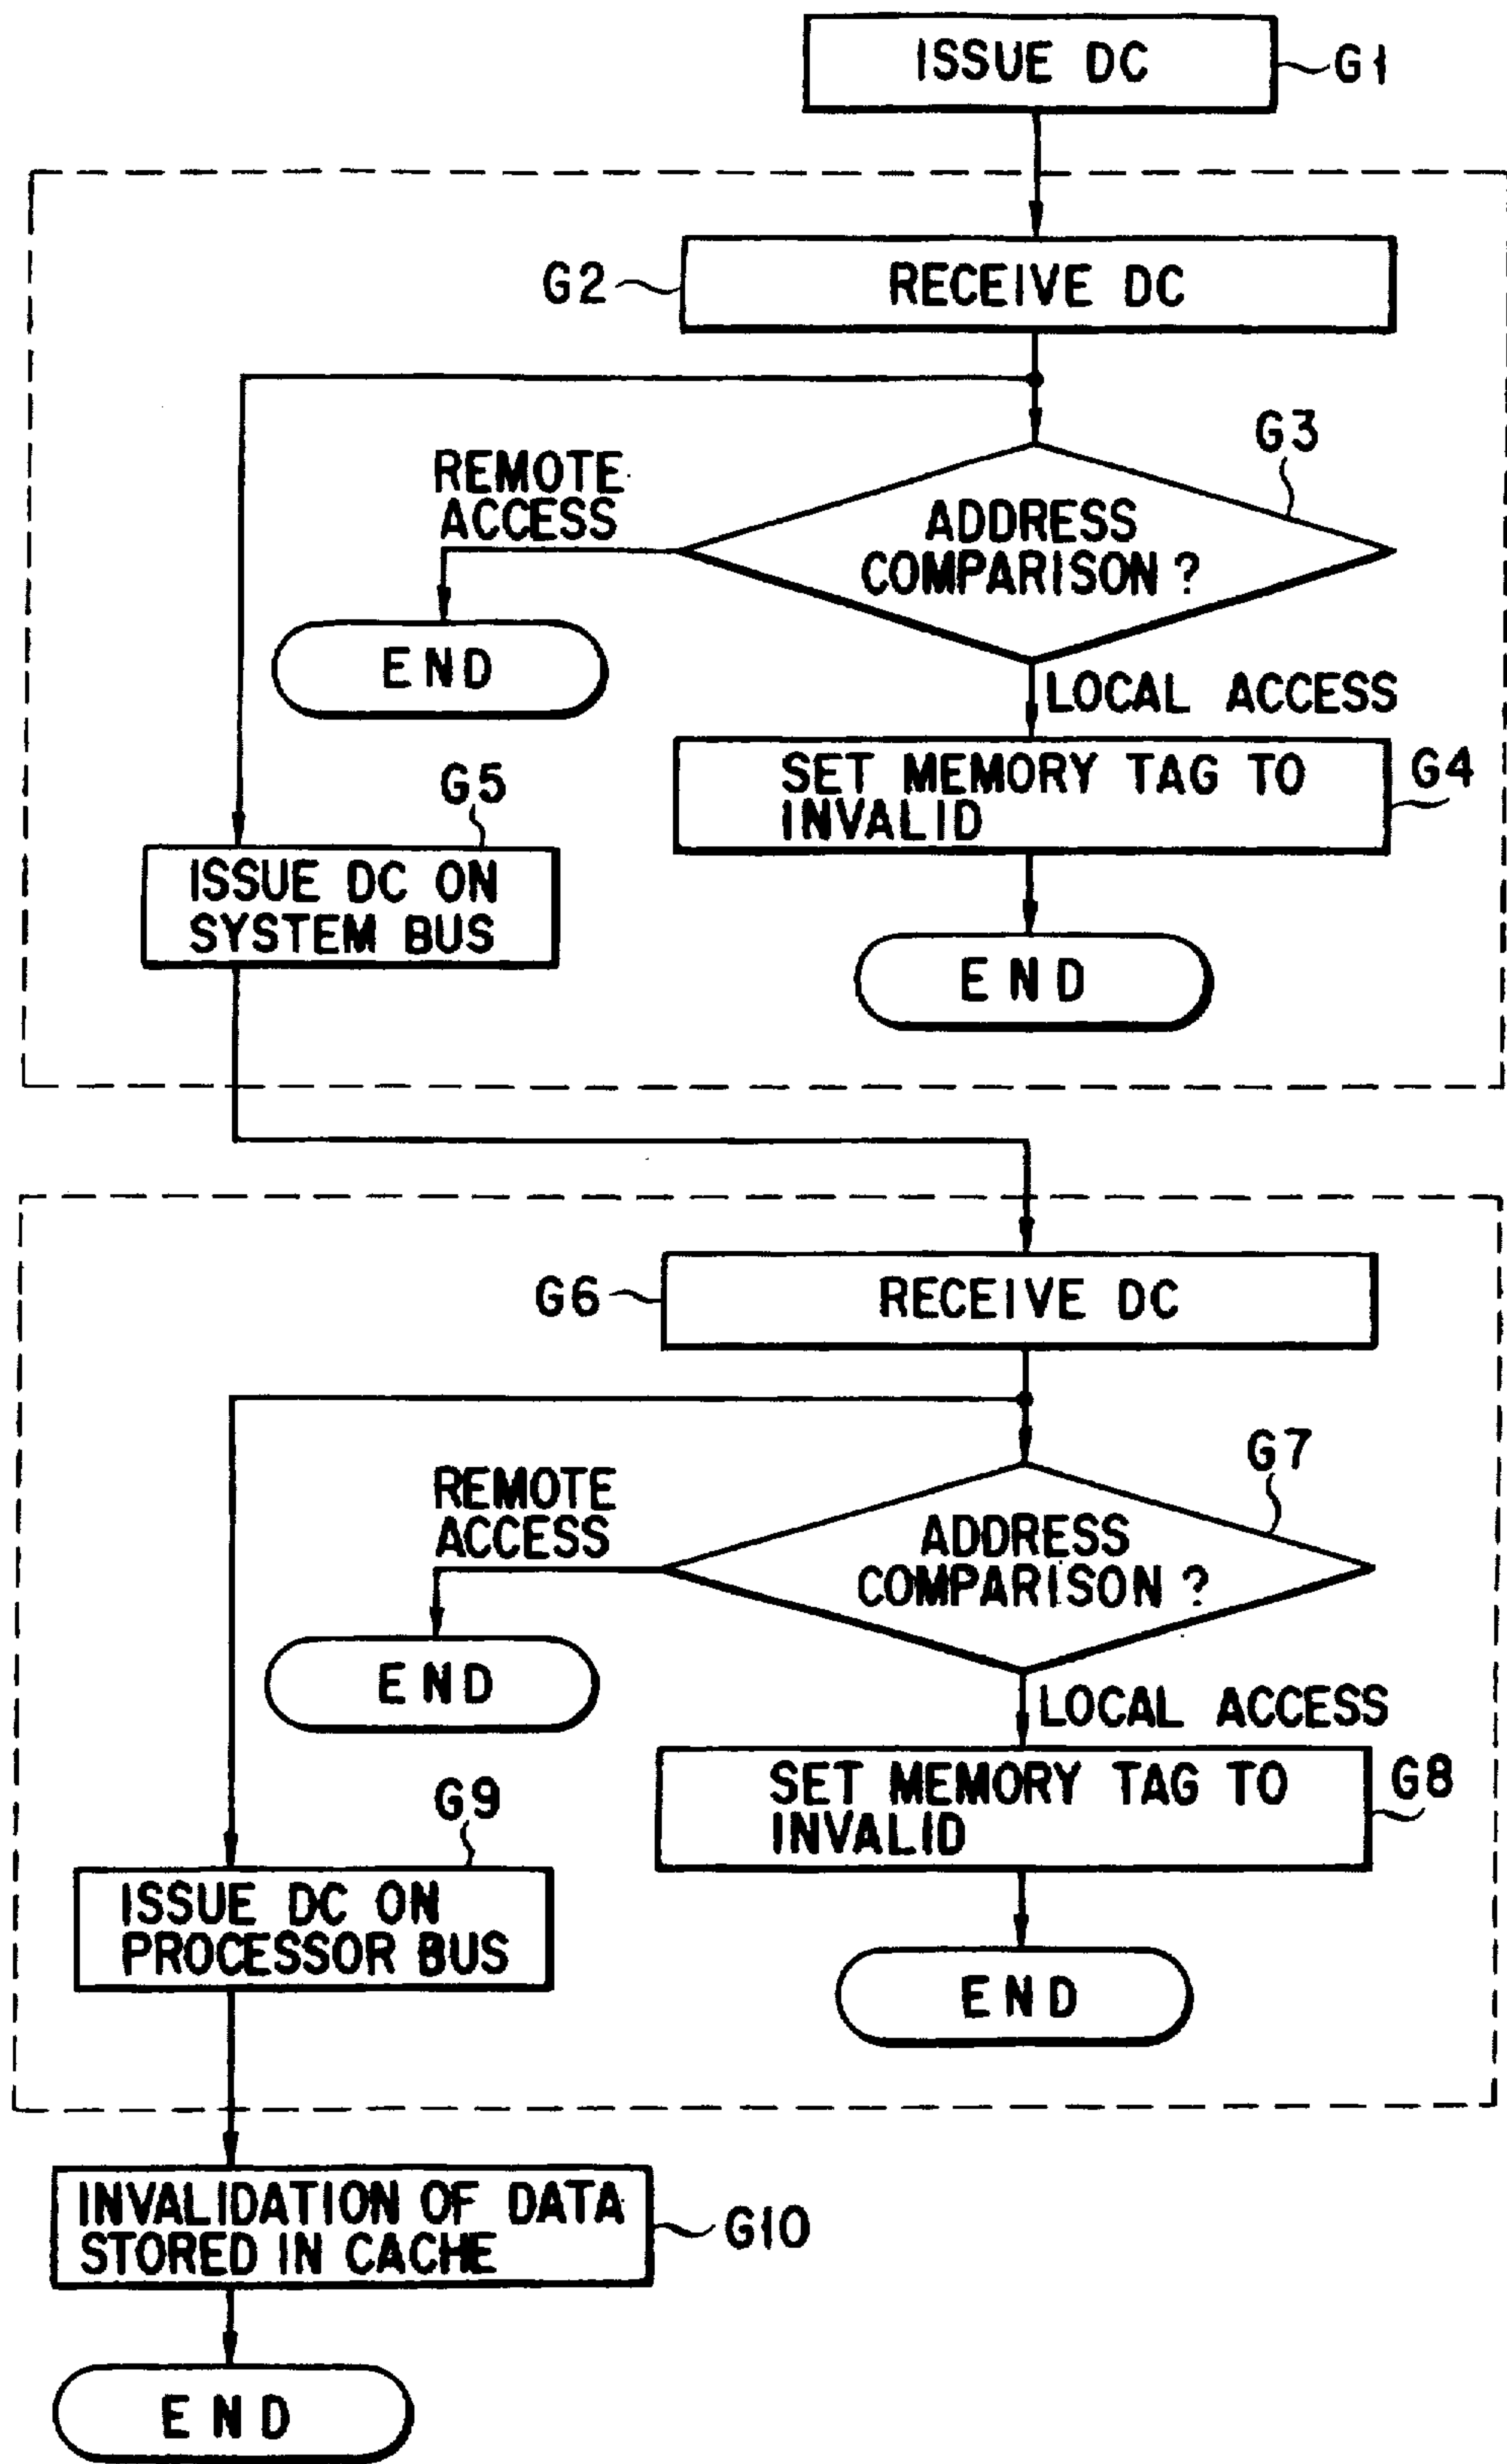 ISSUE DC
G1
G2
RECEIVE DC
G3
REMOTE
ACCESS
ADDRESS
COMPARISON ?
END
LOCAL ACCESS
G5
SET MEMORY TAG TO
INVALID
G4
ISSUE DC ON
SYSTEM BUS
END
G6
RECEIVE DC
G7
REMOTE
ACCESS
ADDRESS
COMPARISON ?
END
LOCAL ACCESS
G9
SET MEMORY TAG TO
INVALID
G8
ISSUE DC ON
PROCESSOR BUS
END
INVALIDATION OF DATA
STORED IN CACHE
G10
END